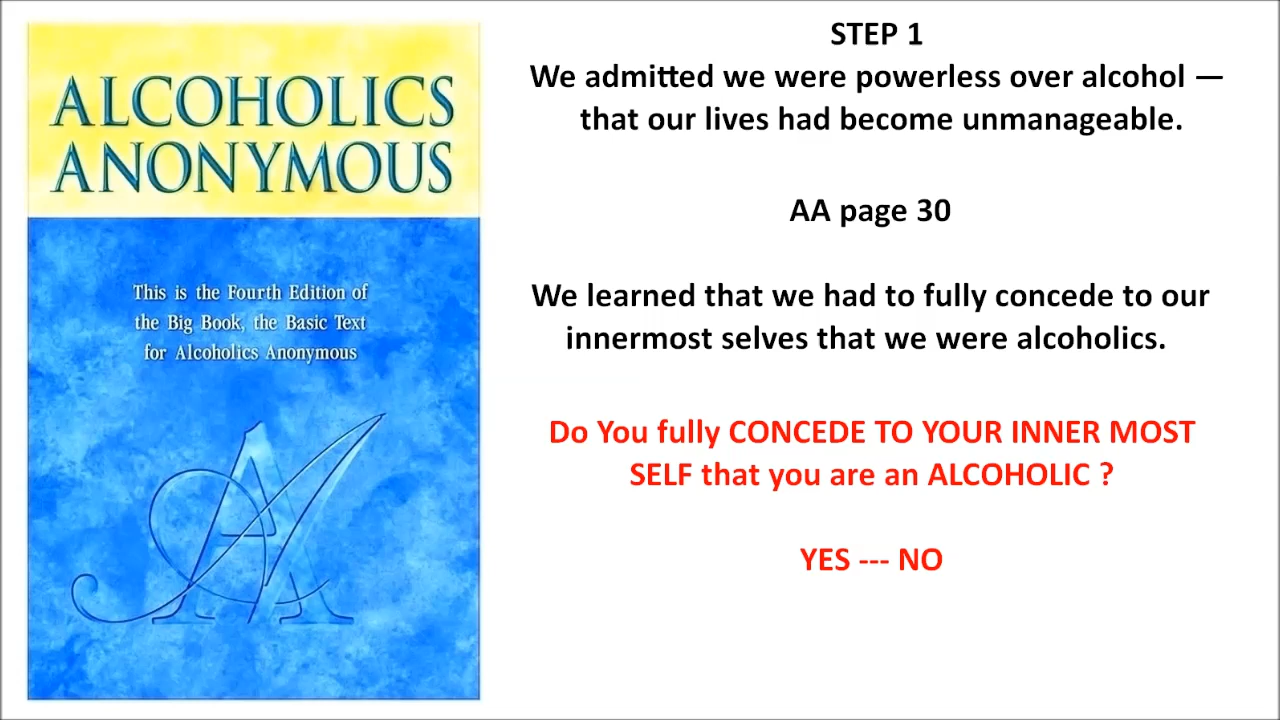 ALCOHOLICS
ANONYMOUS
This is the Fourth Edition of
the Big Book, the Basic Text
for Alcoholics Anonymous
AA
STEP 1
We admitted we were powerless over alcohol —
that our lives had become unmanageable.
AA page 30
We learned that we had to fully concede to our
innermost selves that we were alcoholics.
Do You fully CONCEDE TO YOUR INNER MOST
SELF that you are an ALCOHOLIC ?
YES --- NO